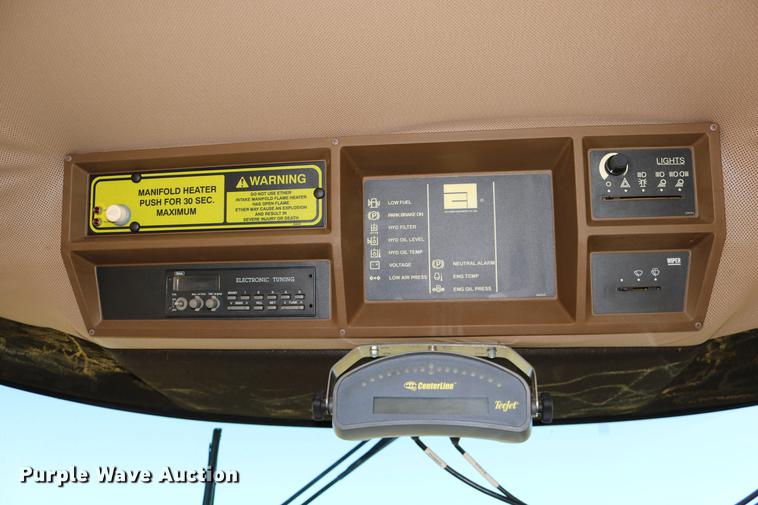 MANIFOLD HEATER
PUSH FOR 30 SEC.
MAXIMUM
WARNING
DO NOT USE ETHER
INTAKE MANIFOLD FLAME HEATER
HAS OPEN FLAME
ETHER MAY CAUSE AN EXPLOSION
AND RESULT IN
SEVERE INJURY OR DEATH
ELECTRONIC TUNING
LOW FUEL
PARK BRAKE ON
HYD FILTER
HYD OIL LEVEL
HYD OIL TEMP
VOLTAGE
LOW AIR PRESS
NEUTRAL ALARM
ENG TEMP
ENG OIL PRESS
LIGHTS
WIPER
CenterLine
TeeJet
Purple Wave Auction